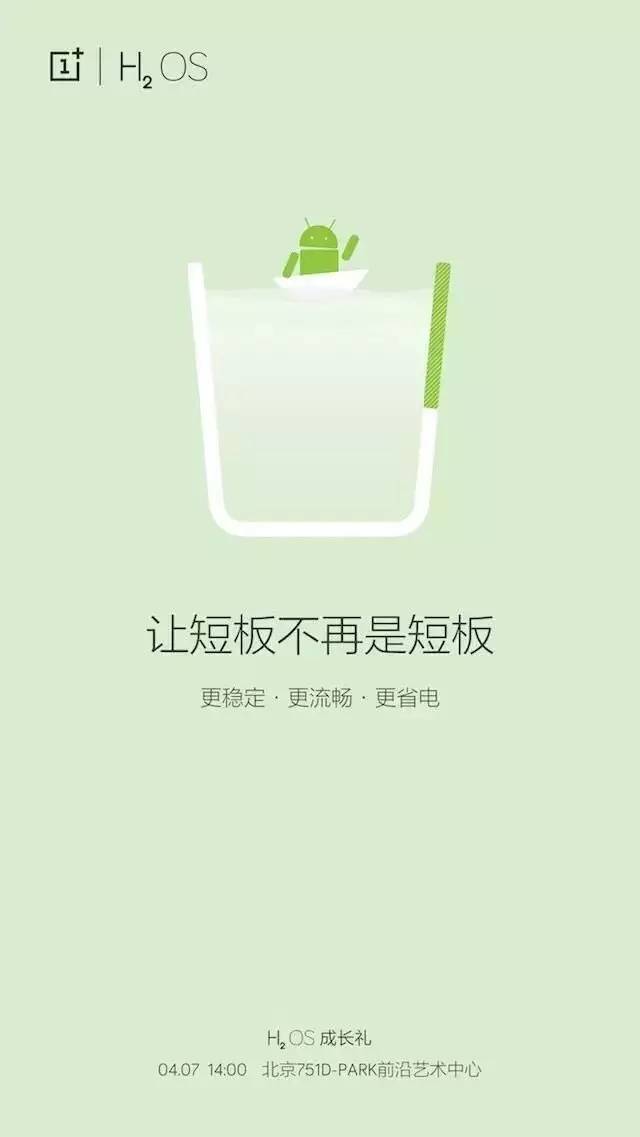 1+ | H₂OS
让短板不再是短板
更稳定 · 更流畅 · 更省电
H₂OS 成长礼
04.07 14:00 北京751D-PARK前沿艺术中心